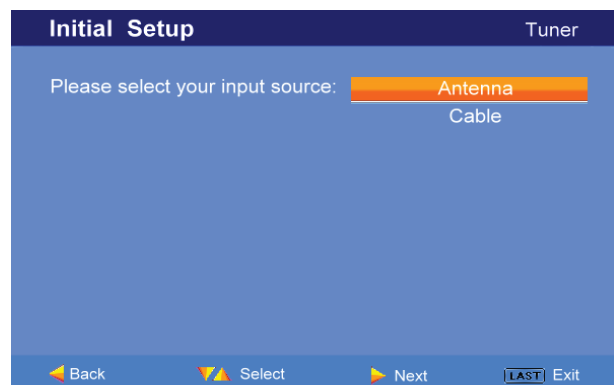 Initial Setup Tuner
Please select your input source: Antenna
Cable
Back Select Next LAST Exit